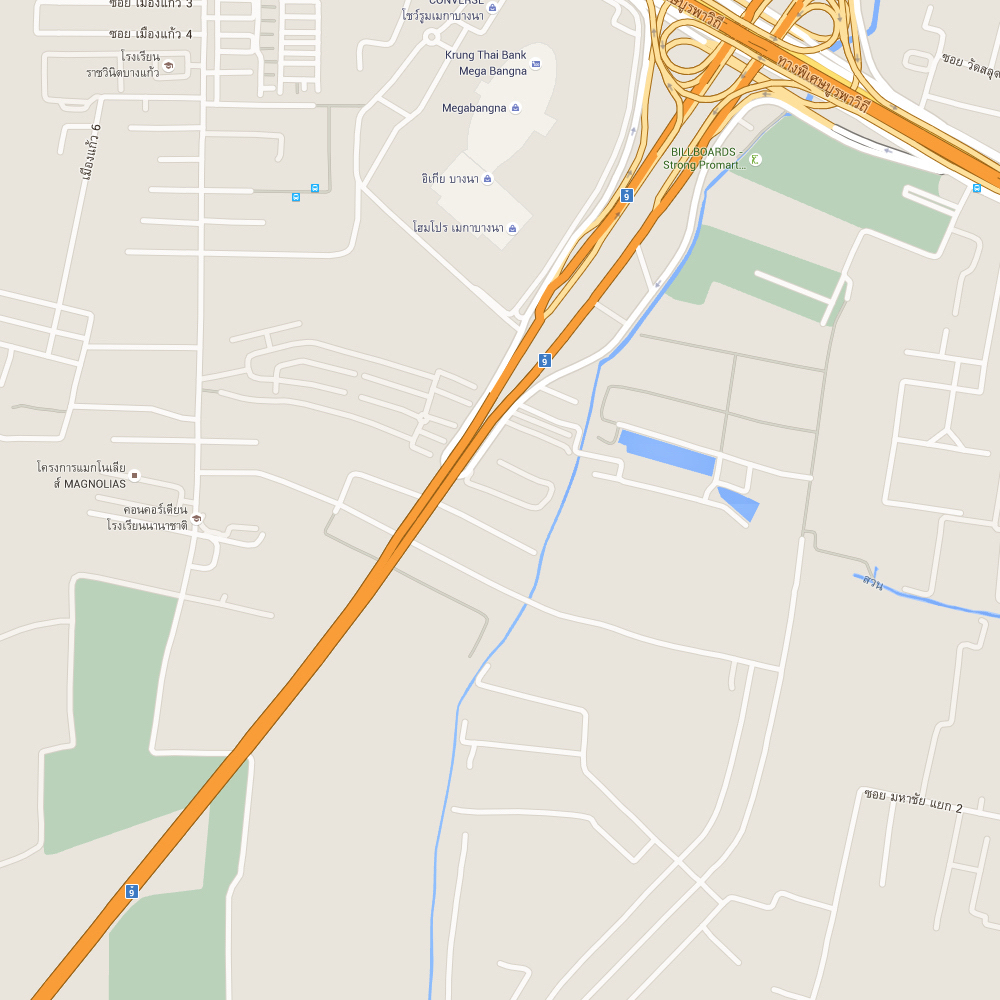 ซอย เมืองแก้ว 3
CONVERSE
โชว์รูมเมกาบางนา
ซอย เมืองแก้ว 4
โรงเรียน
ราชวินิตบางแก้ว
Krung Thai Bank
Mega Bangna
Megabangna
ทางพิเศษบูรพาวิถี
เมืองแก้ว 6
BILLBOARDS -
Strong Promart...
อิเกีย บางนา
9
โฮมโปร เมกาบางนา
9
โครงการแมกโนเลีย
ส์ MAGNOLIAS
คอนคอร์เดียน
โรงเรียนนานาชาติ
สวน
ซอย มหาชัย แยก 2
9